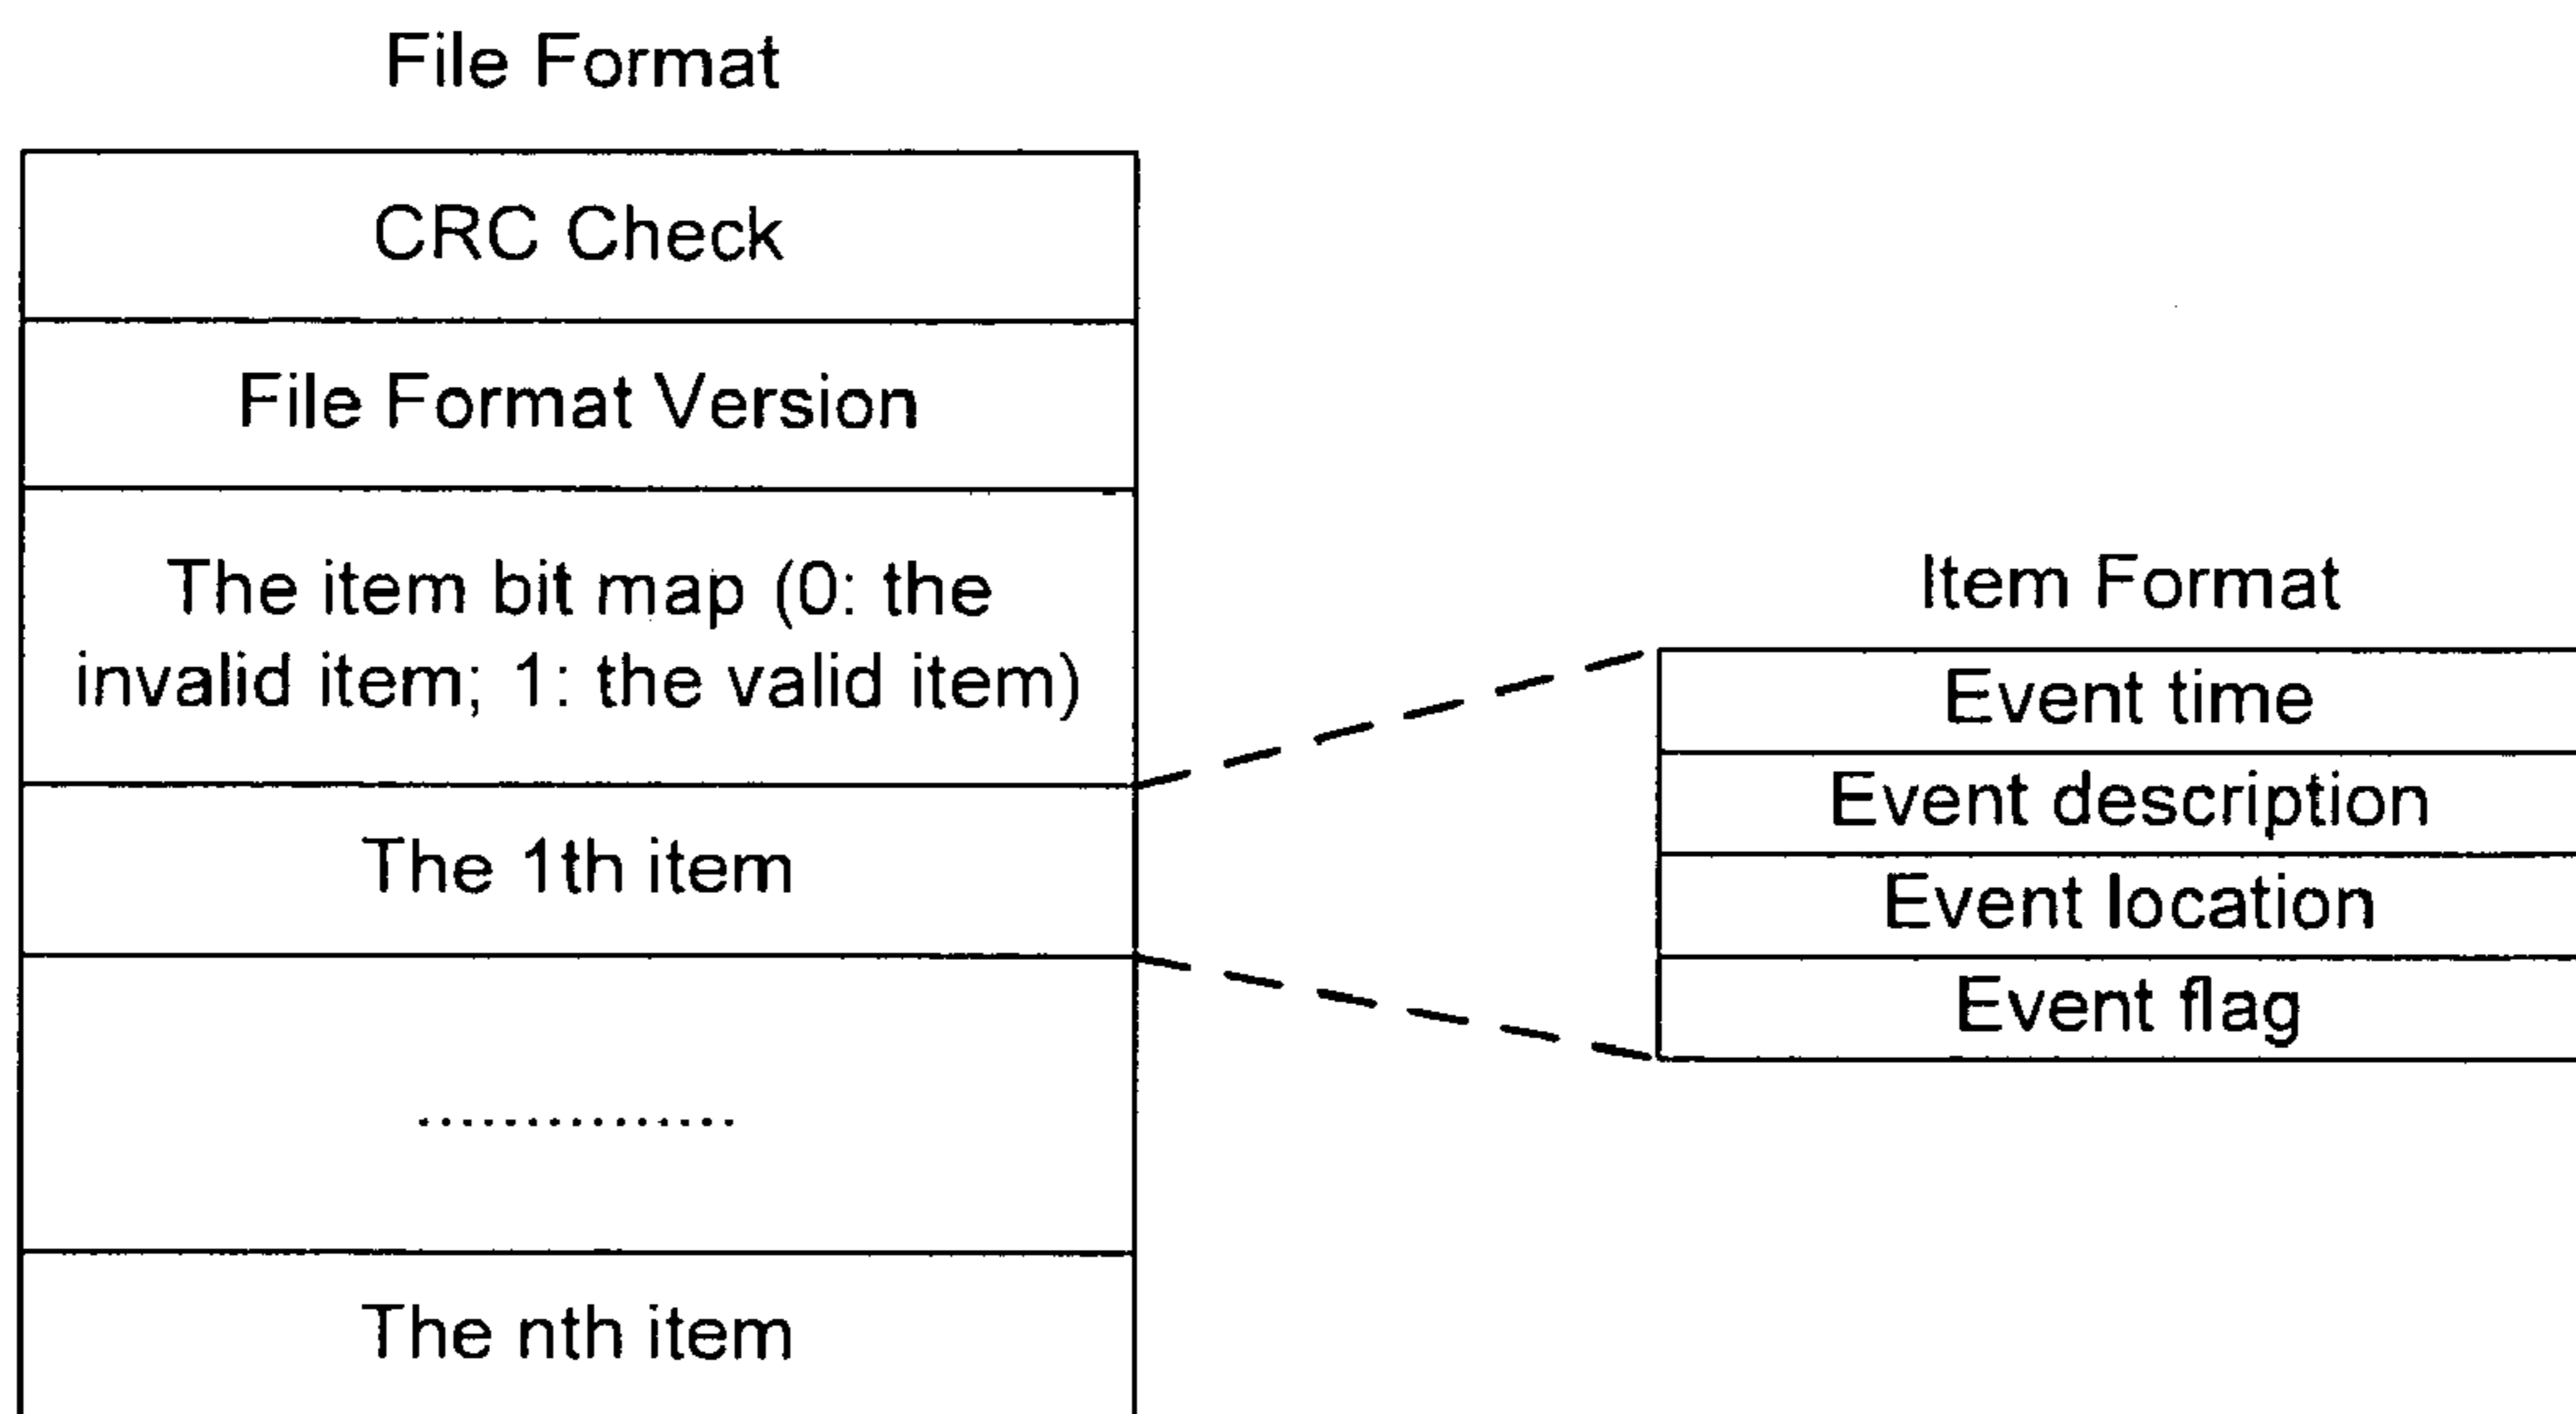 File Format
CRC Check
File Format Version
The item bit map (0: the
invalid item; 1: the valid item)
The 1th item
...............
The nth item
Item Format
Event time
Event description
Event location
Event flag